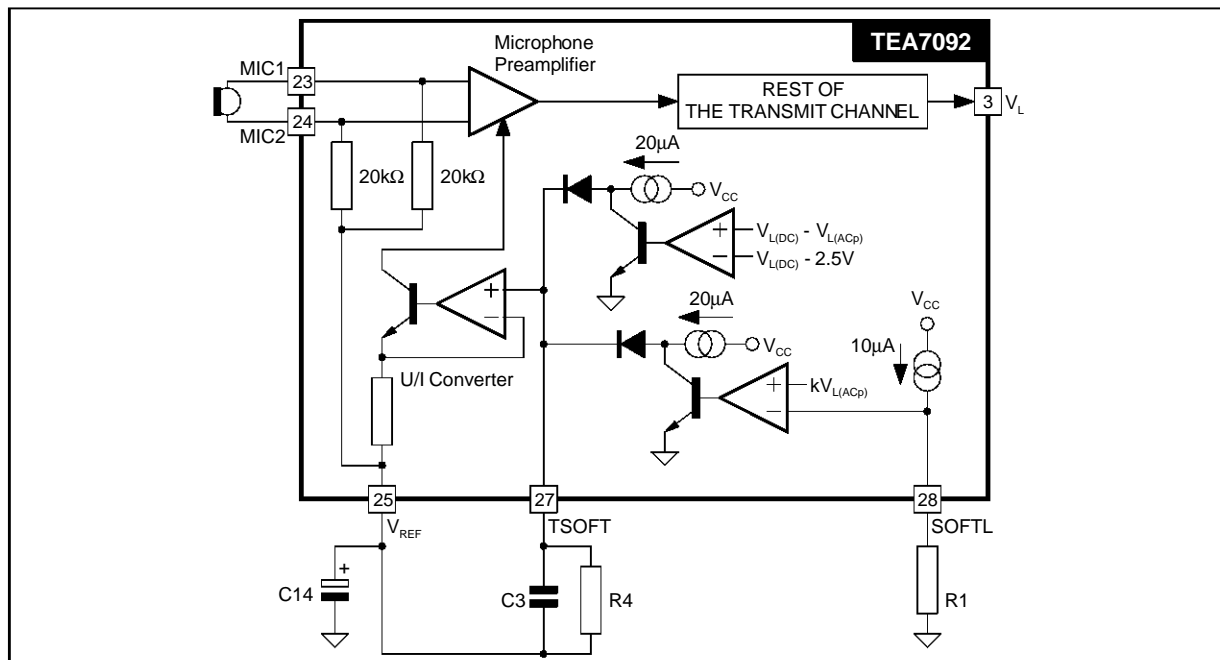 TEA7092
Microphone
Preamplifier
MIC1
23
24
MIC2
REST OF
THE TRANSMIT CHANNEL
3
V_L
20kΩ
20kΩ
20µA
V_CC
+
−
V_L(DC) - V_L(ACp)
V_L(DC) - 2.5V
+
−
U/I Converter
20µA
V_CC
+
−
kV_L(ACp)
V_CC
10µA
25
V_REF
27
TSOFT
28
SOFTL
+
C14
C3
R4
R1